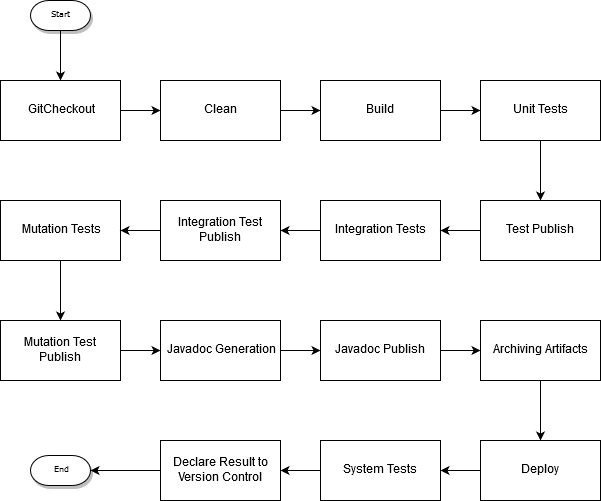 Start
GitCheckout
Clean
Build
Unit Tests
Mutation Tests
Integration Test
Publish
Integration Tests
Test Publish
Mutation Test
Publish
Javadoc Generation
Javadoc Publish
Archiving Artifacts
End
Declare Result to
Version Control
System Tests
Deploy